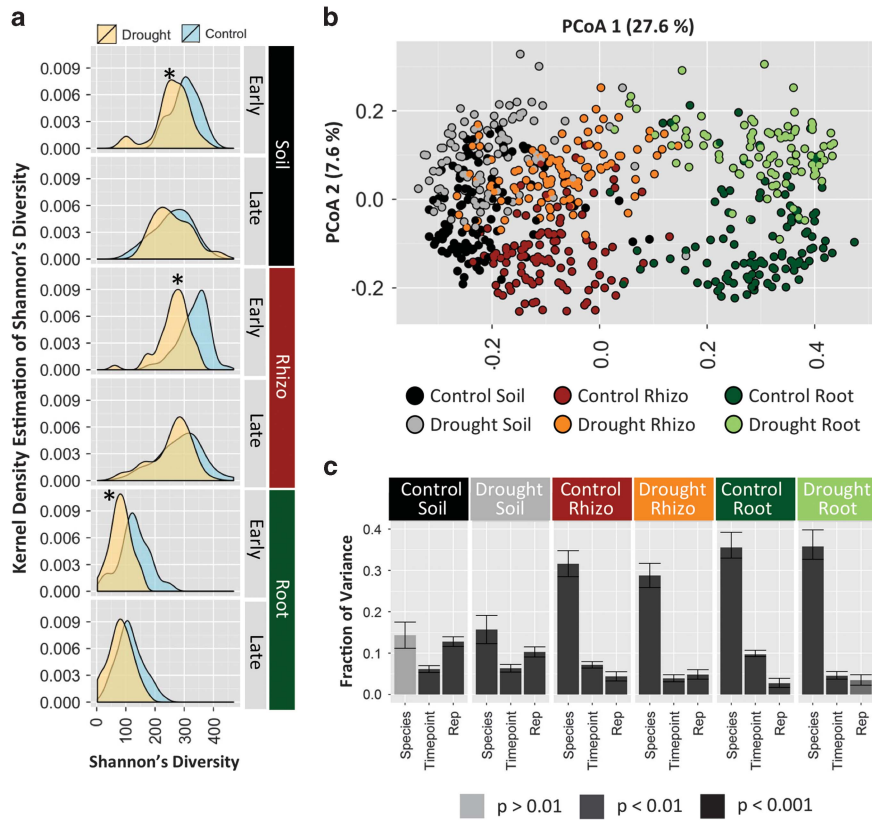 a
Drought
Control
Kernel Density Estimation of Shannon's Diversity
0.009
0.006
0.003
0.000
*
Early
0.009
0.006
0.003
0.000
Late
Soil
0.009
0.006
0.003
0.000
*
Early
0.009
0.006
0.003
0.000
Late
Rhizo
0.009
0.006
0.003
0.000
*
Early
0.009
0.006
0.003
0.000
Late
Root
0 100 200 300 400
Shannon's Diversity
b
PCoA 1 (27.6 %)
PCoA 2 (7.6 %)
0.2
0.0
-0.2
-0.2 0.0 0.2 0.4
Control Soil Control Rhizo Control Root
Drought Soil Drought Rhizo Drought Root
c
Control Soil
Drought Soil
Control Rhizo
Drought Rhizo
Control Root
Drought Root
Fraction of Variance
0.4
0.3
0.2
0.1
0.0
Species Timepoint Rep Species Timepoint Rep Species Timepoint Rep Species Timepoint Rep Species Timepoint Rep Species Timepoint Rep
p > 0.01 p < 0.01 p < 0.001